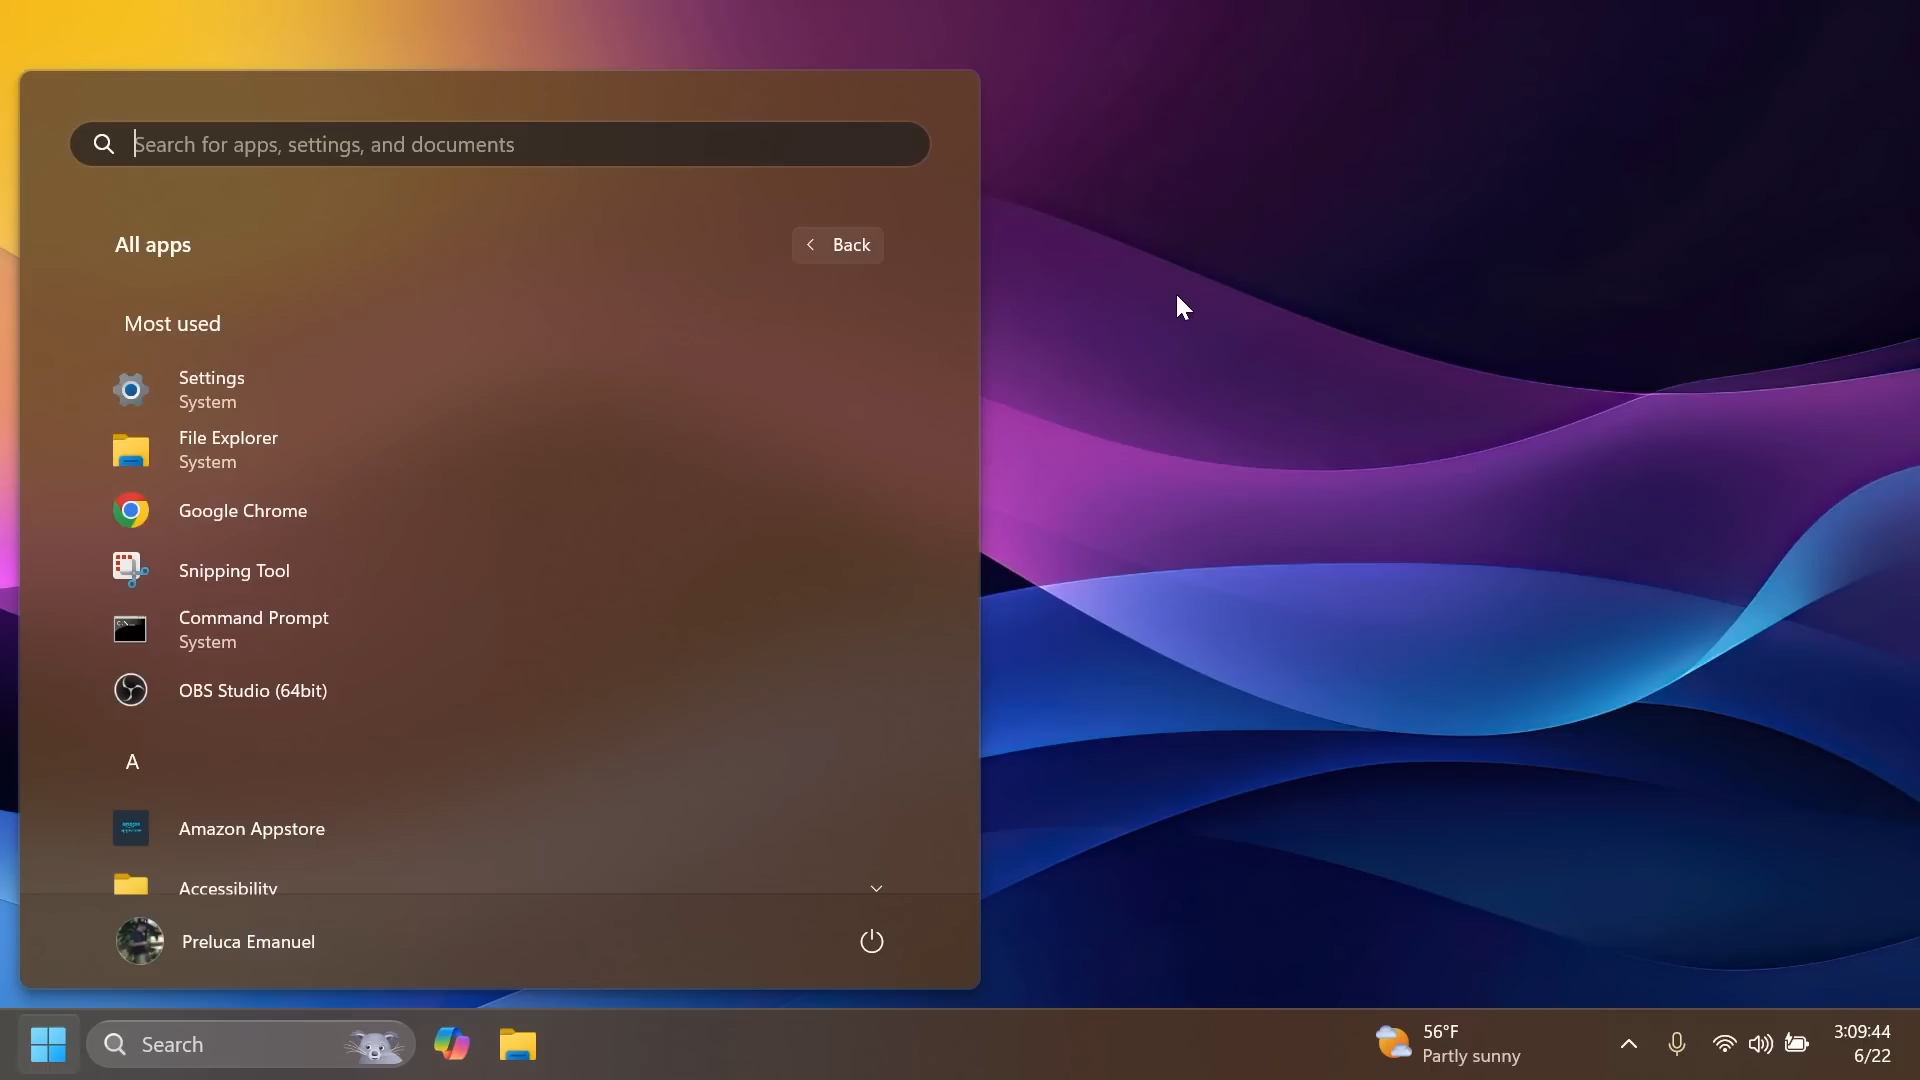 Search for apps, settings, and documents
All apps
Back
Most used
Settings
System
File Explorer
System
Google Chrome
Snipping Tool
Command Prompt
System
OBS Studio (64bit)
A
Amazon Appstore
Accessibility
Preluca Emanuel
Search
56°F
Partly sunny
3:09:44
6/22